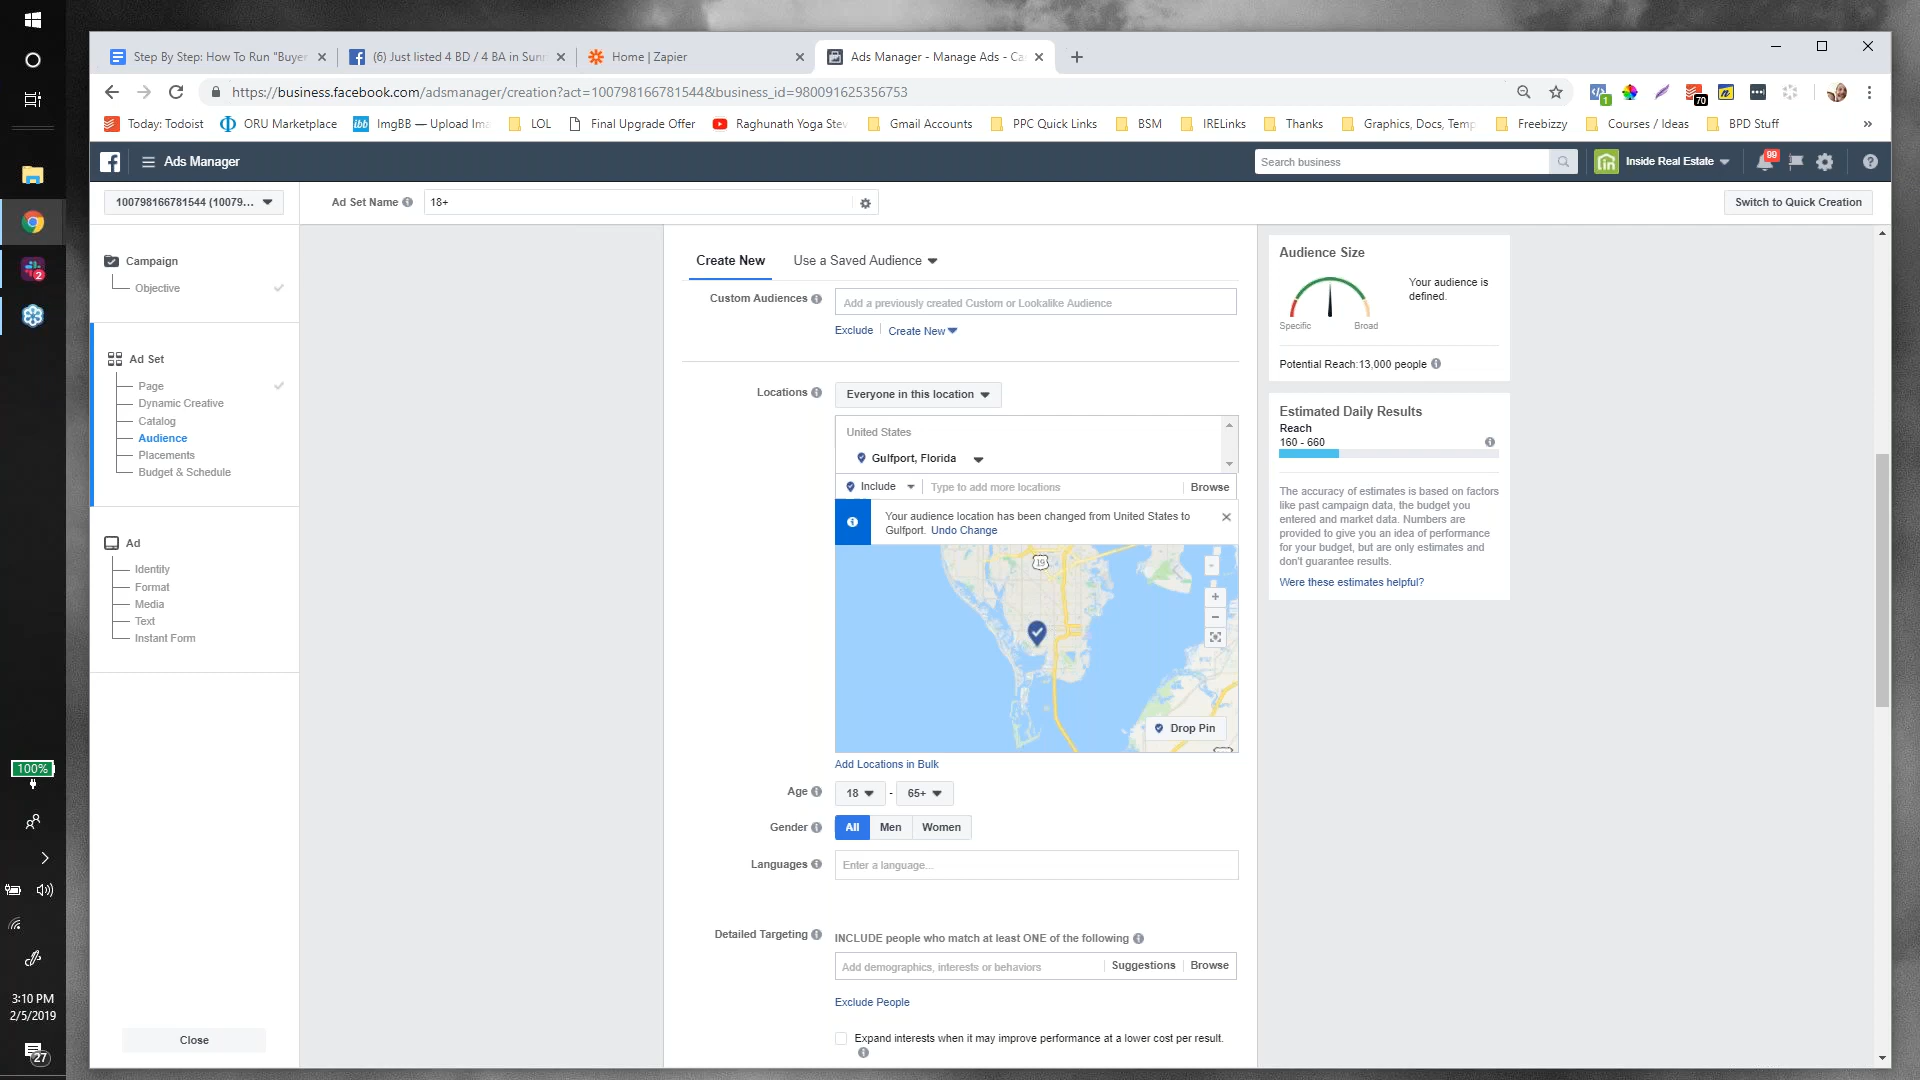 Step By Step: How To Run "Buyer
(6) Just listed 4 BD / 4 BA in Sunn
Home | Zapier
Ads Manager - Manage Ads - Ca
https://business.facebook.com/adsmanager/creation?act=100798166781544&business_id=980091625356753
1
70
Today: Todoist
ORU Marketplace
ibb
ImgBB — Upload Ima
LOL
Final Upgrade Offer
Raghunath Yoga Stev
Gmail Accounts
PPC Quick Links
BSM
IRELinks
Thanks
Graphics, Docs, Temp
Freebizzy
Courses / Ideas
BPD Stuff
»
Ads Manager
Search business
Inside Real Estate
99
100798166781544 (10079...
Ad Set Name
18+
Switch to Quick Creation
Campaign
Objective
Ad Set
Page
Dynamic Creative
Catalog
Audience
Placements
Budget & Schedule
Ad
Identity
Format
Media
Text
Instant Form
Close
Create New
Use a Saved Audience
Custom Audiences
Add a previously created Custom or Lookalike Audience
Exclude
Create New
Locations
Everyone in this location
United States
Gulfport, Florida
Include
Type to add more locations
Browse
Your audience location has been changed from United States to
Gulfport. Undo Change
19
Drop Pin
Add Locations in Bulk
Age
18
-
65+
Gender
All
Men
Women
Languages
Enter a language...
Detailed Targeting
INCLUDE people who match at least ONE of the following
Add demographics, interests or behaviors
Suggestions
Browse
Exclude People
Expand interests when it may improve performance at a lower cost per result.
Audience Size
Your audience is
defined.
Specific
Broad
Potential Reach:13,000 people
Estimated Daily Results
Reach
160 - 660
The accuracy of estimates is based on factors
like past campaign data, the budget you
entered and market data. Numbers are
provided to give you an idea of performance
for your budget, but are only estimates and
don't guarantee results.
Were these estimates helpful?
2
100%
3:10 PM
2/5/2019
27